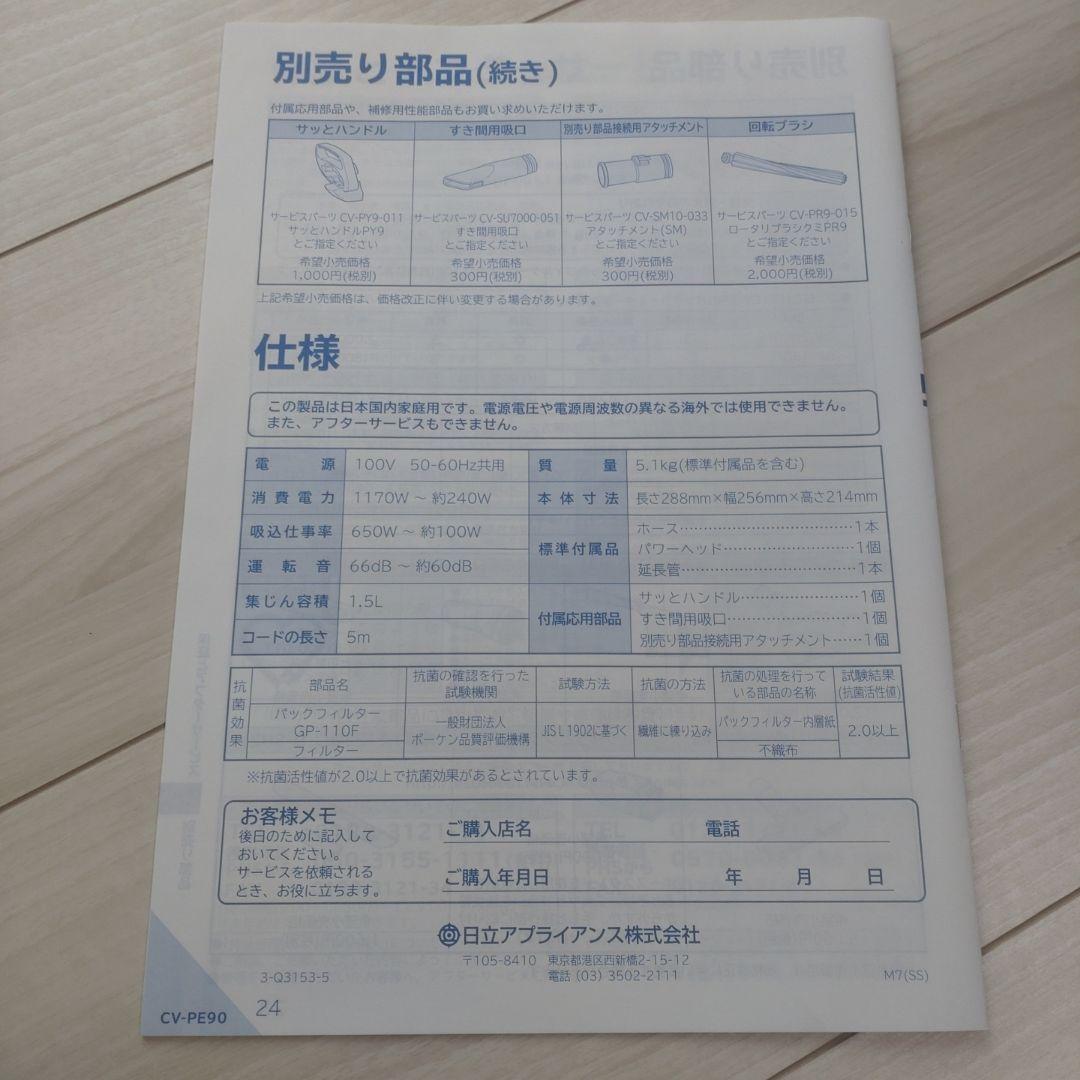 別売り部品(続き)
付属応用部品や、補修用性能部品もお買い求めいただけます。
サッとハンドル
すき間用吸口
別売り部品接続用アタッチメント
回転ブラシ
サービスパーツ CV-PY9-011
サッとハンドルPY9
とご指定ください
希望小売価格
1,000円(税別)
サービスパーツ CV-SU7000-051
すき間用吸口
とご指定ください
希望小売価格
300円(税別)
サービスパーツ CV-SM10-033
アタッチメント(SM)
とご指定ください
希望小売価格
300円(税別)
サービスパーツ CV-PR9-015
ロータリブラシクミPR9
とご指定ください
希望小売価格
2,000円(税別)
上記希望小売価格は、価格改正に伴い変更する場合があります。
仕様
この製品は日本国内家庭用です。電源電圧や電源周波数の異なる海外では使用できません。
また、アフターサービスもできません。
電源 100V 50-60Hz共用
消費電力 1170W ～ 約240W
吸込仕事率 650W ～ 約100W
運転音 66dB ～ 約60dB
集じん容積 1.5L
コードの長さ 5m
質量 5.1kg(標準付属品を含む)
本体寸法 長さ288mm×幅256mm×高さ214mm
標準付属品
ホース……………………………1本
パワーヘッド……………………1個
延長管……………………………1本
付属応用部品
サッとハンドル…………………1個
すき間用吸口……………………1個
別売り部品接続用アタッチメント……1個
抗菌効果
部品名
抗菌の確認を行った
試験機関
試験方法
抗菌の方法
抗菌の処理を行って
いる部品の名称
試験結果
(抗菌活性値)
パックフィルター
GP-110F
フィルター
一般財団法人
ボーケン品質評価機構
JIS L 1902に基づく
繊維に練り込み
パックフィルター内層紙
不織布
2.0以上
※抗菌活性値が2.0以上で抗菌効果があるとされています。
お客様メモ
後日のために記入して
おいてください。
サービスを依頼される
とき、お役に立ちます。
ご購入店名 電話
ご購入年月日 年 月 日
日立アプライアンス株式会社
〒105-8410 東京都港区西新橋2-15-12
電話 (03) 3502-2111
3-Q3153-5
M7(SS)
CV-PE90
24